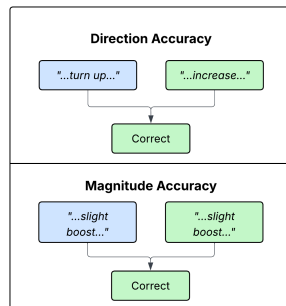 Direction Accuracy
"...turn up..." "...increase..."
Correct
Magnitude Accuracy
"...slight "...slight
boost..." boost..."
Correct